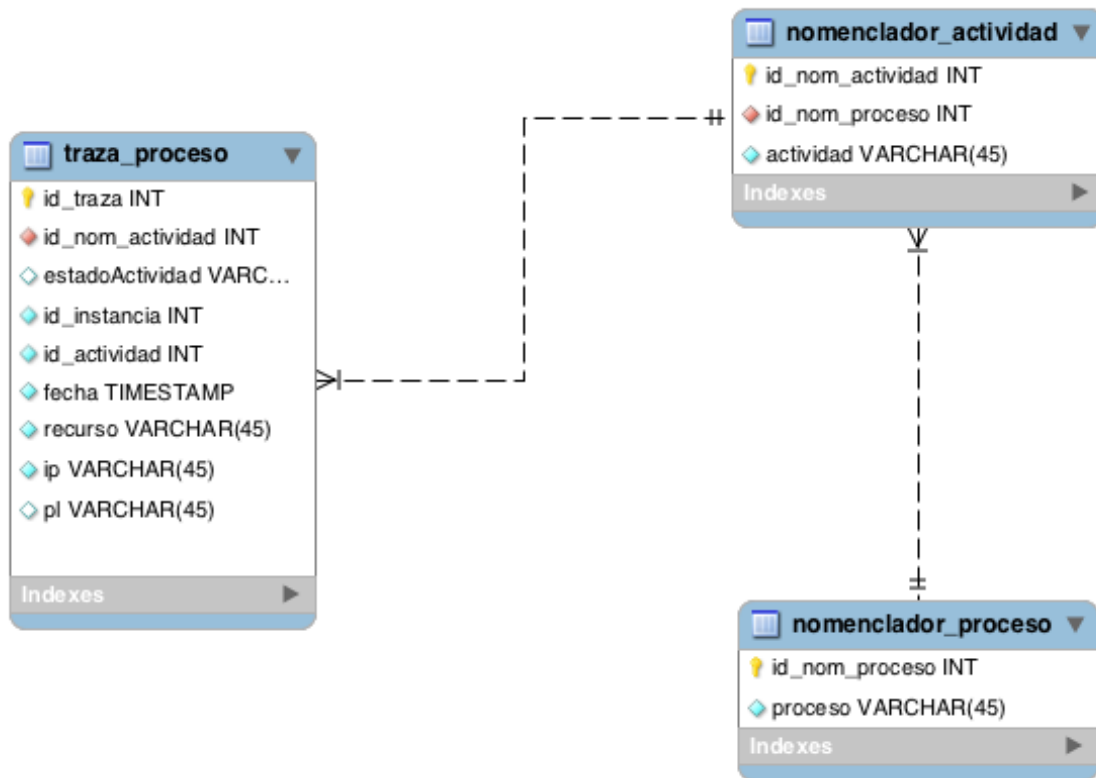 traza_proceso
id_traza INT
id_nom_actividad INT
estadoActividad VARC...
id_instancia INT
id_actividad INT
fecha TIMESTAMP
recurso VARCHAR(45)
ip VARCHAR(45)
pl VARCHAR(45)
Indexes
nomenclador_actividad
id_nom_actividad INT
id_nom_proceso INT
actividad VARCHAR(45)
Indexes
nomenclador_proceso
id_nom_proceso INT
proceso VARCHAR(45)
Indexes